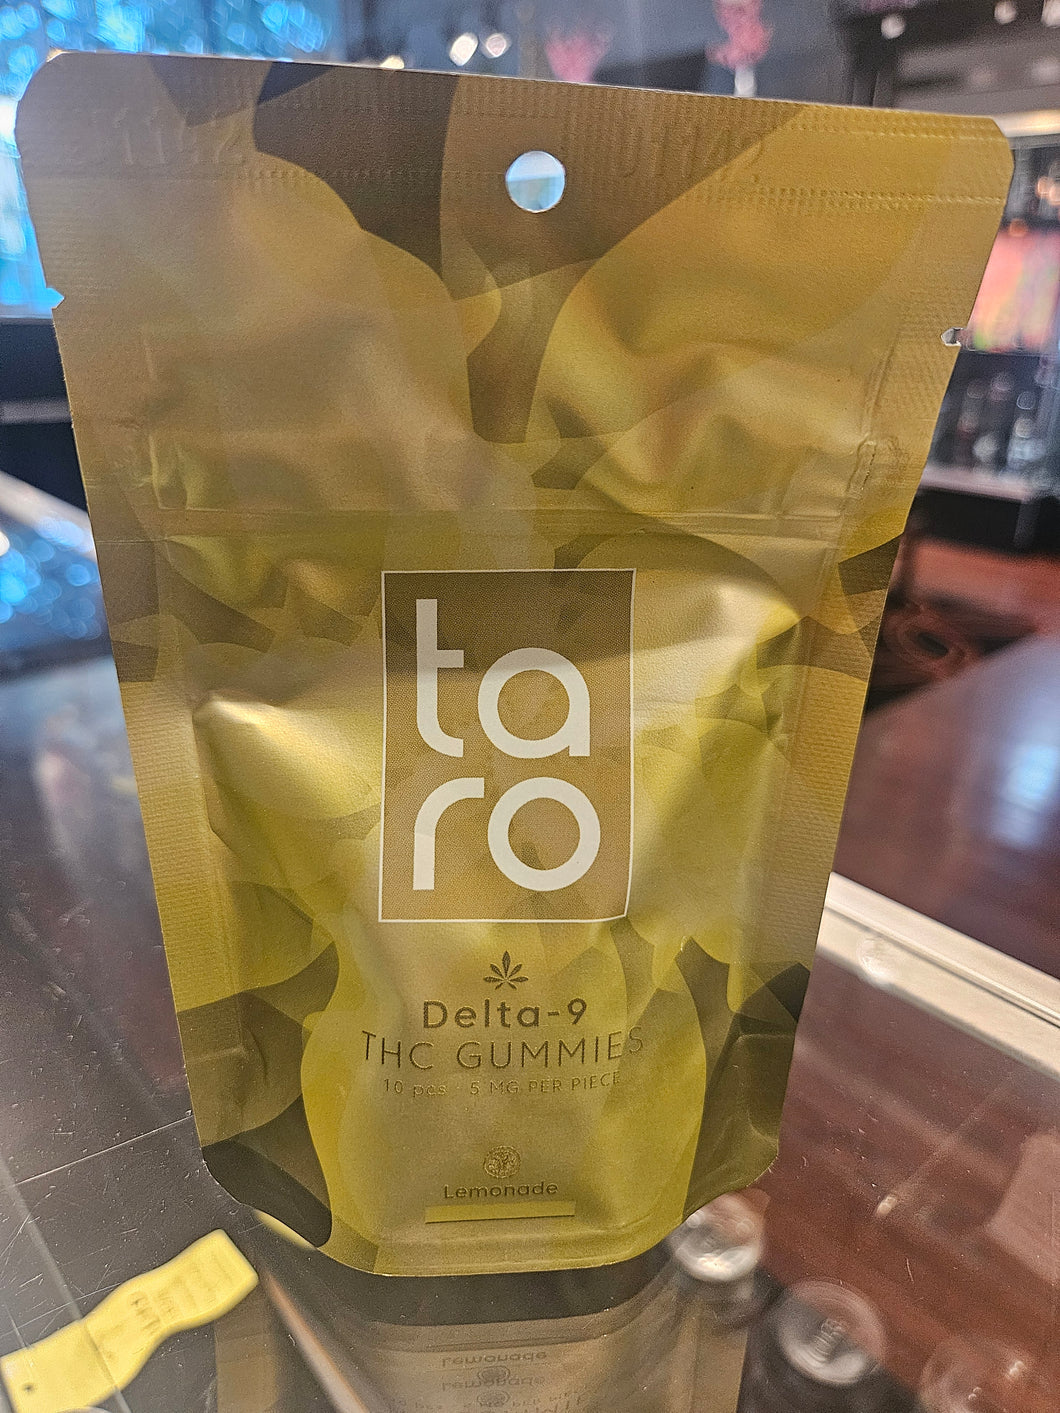 ta
ro
Delta-9
THC GUMMIES
10 pcs 5 MG PER PIECE
Lemonade